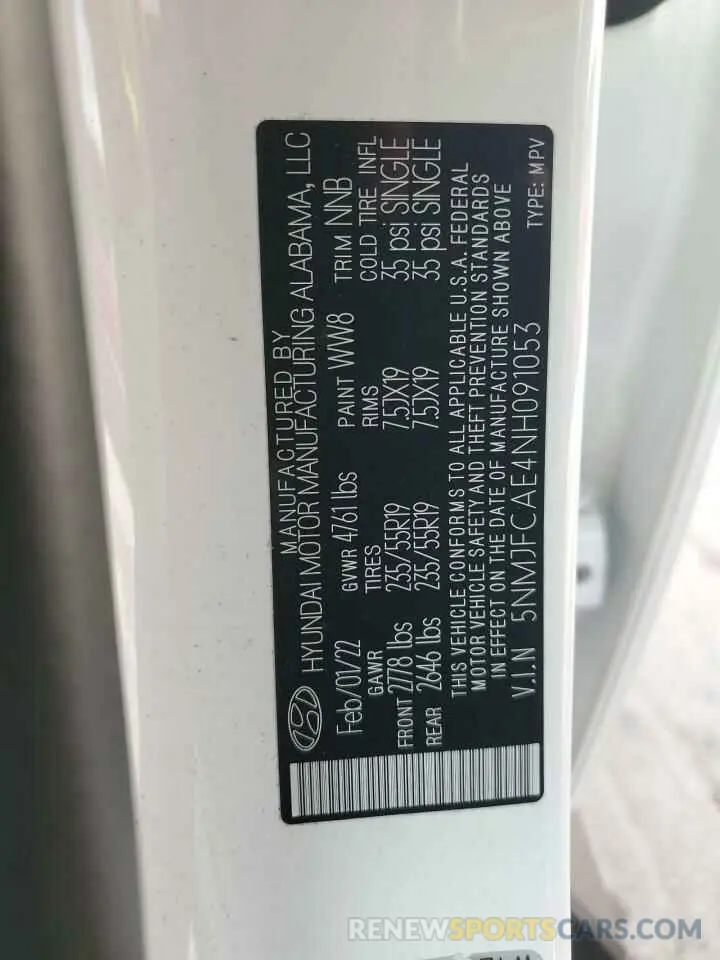 MANUFACTURED BY
HYUNDAI MOTOR MANUFACTURING ALABAMA, LLC
Feb/01/22 GVWR 4761 lbs PAINT WW8 TRIM NNB
GAWR TIRES RIMS COLD TIRE INFL
FRONT 2778 lbs 235/55R19 7.5JX19 35 psi SINGLE
REAR 2646 lbs 235/55R19 7.5JX19 35 psi SINGLE
THIS VEHICLE CONFORMS TO ALL APPLICABLE U.S.A. FEDERAL
MOTOR VEHICLE SAFETY AND THEFT PREVENTION STANDARDS
IN EFFECT ON THE DATE OF MANUFACTURE SHOWN ABOVE
V.I.N 5NMJFCAE4NH091053 TYPE: MPV
RENEWSPORTSCARS.COM